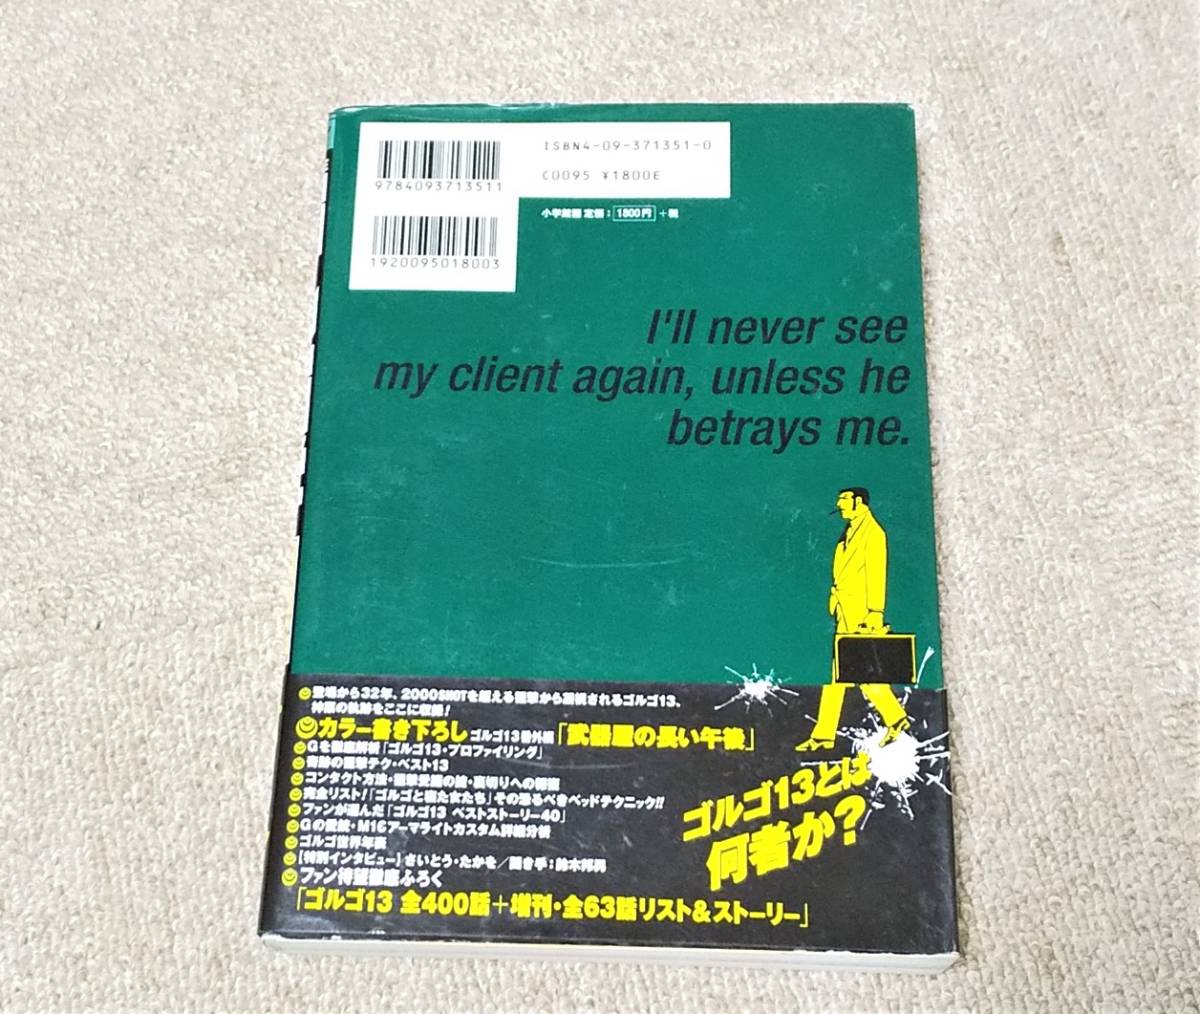 ISBN4-09-371351-0
C0095 ¥1800E
9784093713511
1920095018003
小学館 定価: 1800円 +税
I'll never see
my client again, unless he
betrays me.
登場から32年、2000SHOTを超える狙撃から凝視されるゴルゴ13、
神業の軌跡をここに収録!
カラー書き下ろし ゴルゴ13番外編「武器屋の長い午後」
Gを徹底解析「ゴルゴ13・プロファイリング」
奇跡の狙撃テク・ベスト13
コンタクト方法・狙撃依頼の掟・裏切りへの報復
完全リスト!「ゴルゴと寝た女たち」その恐るべきベッドテクニック!!
ファンが選んだ「ゴルゴ13 ベストストーリー40」
Gの愛銃・M16アーマライトカスタム詳細分析
ゴルゴ世界年表
[特別インタビュー] さいとう・たかを/聞き手:鈴木邦男
ファン待望徹底ふろく
「ゴルゴ13 全400話+増刊・全63話リスト&ストーリー」
ゴルゴ13とは
何者か?